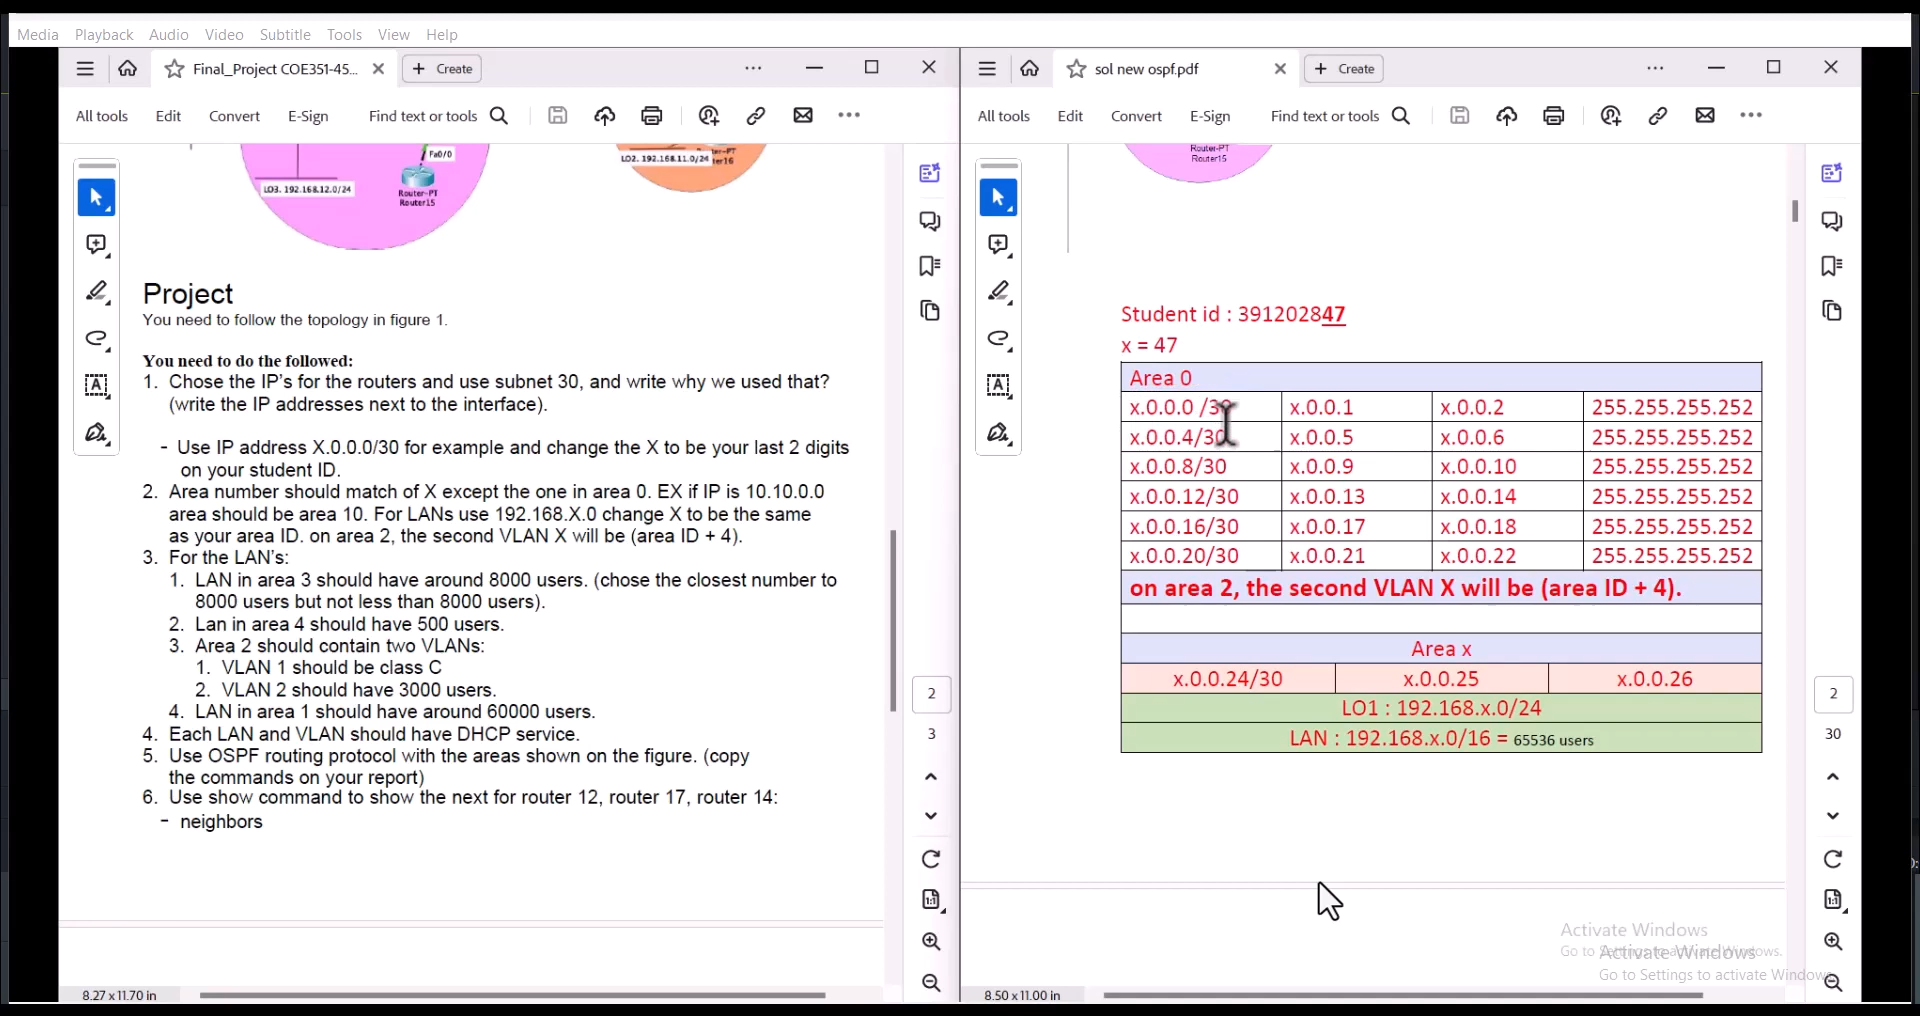 Media Playback Audio Video Subtitle Tools View Help
Final_Project COE351-45...
Create
All tools Edit Convert E-Sign Find text or tools
Fa0/0
LO3. 192.168.12.0/24
Router-PT
Router15
LO2. 192.168.11.0/24
Project
You need to follow the topology in figure 1.
You need to do the followed:
1. Chose the IP's for the routers and use subnet 30, and write why we used that?
(write the IP addresses next to the interface).
- Use IP address X.0.0.0/30 for example and change the X to be your last 2 digits
on your student ID.
2. Area number should match of X except the one in area 0. EX if IP is 10.10.0.0
area should be area 10. For LANs use 192.168.X.0 change X to be the same
as your area ID. on area 2, the second VLAN X will be (area ID + 4).
3. For the LAN's:
1. LAN in area 3 should have around 8000 users. (chose the closest number to
8000 users but not less than 8000 users).
2. Lan in area 4 should have 500 users.
3. Area 2 should contain two VLANs:
1. VLAN 1 should be class C
2. VLAN 2 should have 3000 users.
4. LAN in area 1 should have around 60000 users.
4. Each LAN and VLAN should have DHCP service.
5. Use OSPF routing protocol with the areas shown on the figure. (copy
the commands on your report)
6. Use show command to show the next for router 12, router 17, router 14:
- neighbors
2
3
8.27 x 11.70 in
sol new ospf.pdf
Create
All tools Edit Convert E-Sign Find text or tools
Router-PT
Router15
Student id : 39120284​7
x = 47
Area 0
x.0.0.0 /30 x.0.0.1 x.0.0.2 255.255.255.252
x.0.0.4/30 x.0.0.5 x.0.0.6 255.255.255.252
x.0.0.8/30 x.0.0.9 x.0.0.10 255.255.255.252
x.0.0.12/30 x.0.0.13 x.0.0.14 255.255.255.252
x.0.0.16/30 x.0.0.17 x.0.0.18 255.255.255.252
x.0.0.20/30 x.0.0.21 x.0.0.22 255.255.255.252
on area 2, the second VLAN X will be (area ID + 4).
Area x
x.0.0.24/30 x.0.0.25 x.0.0.26
LO1 : 192.168.x.0/24
LAN : 192.168.x.0/16 = 65536 users
2
30
Activate Windows
Activate Windows
Go to Settings to activate Windows
8.50 x 11.00 in